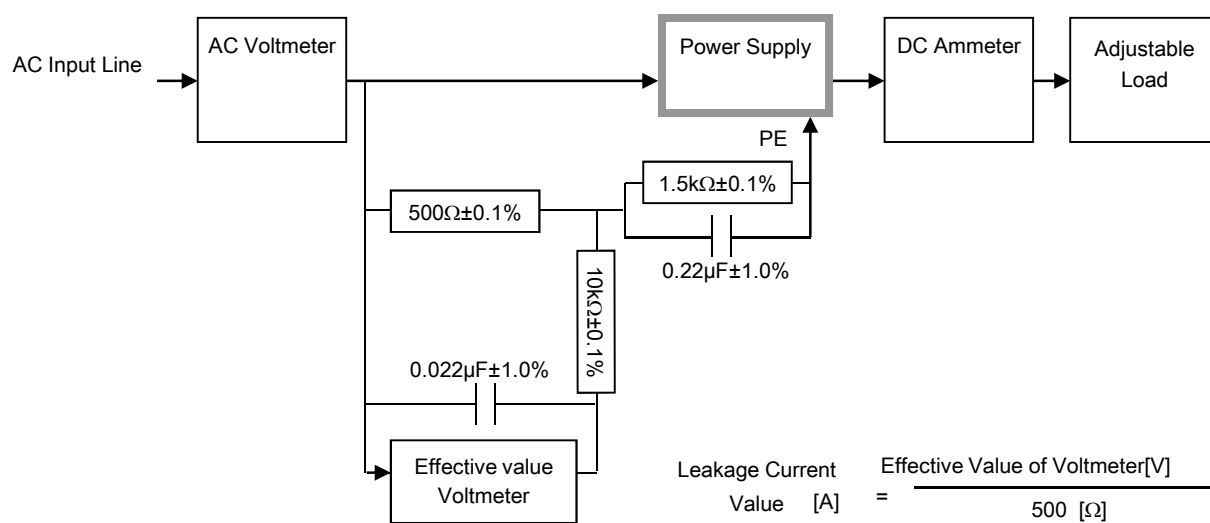 AC Input Line
AC Voltmeter
Power Supply
DC Ammeter
Adjustable
Load
PE
1.5kΩ±0.1%
500Ω±0.1%
0.22µF±1.0%
10kΩ±0.1%
0.022µF±1.0%
Effective value
Voltmeter
Leakage Current
Value [A]
=
Effective Value of Voltmeter[V]
500 [Ω]